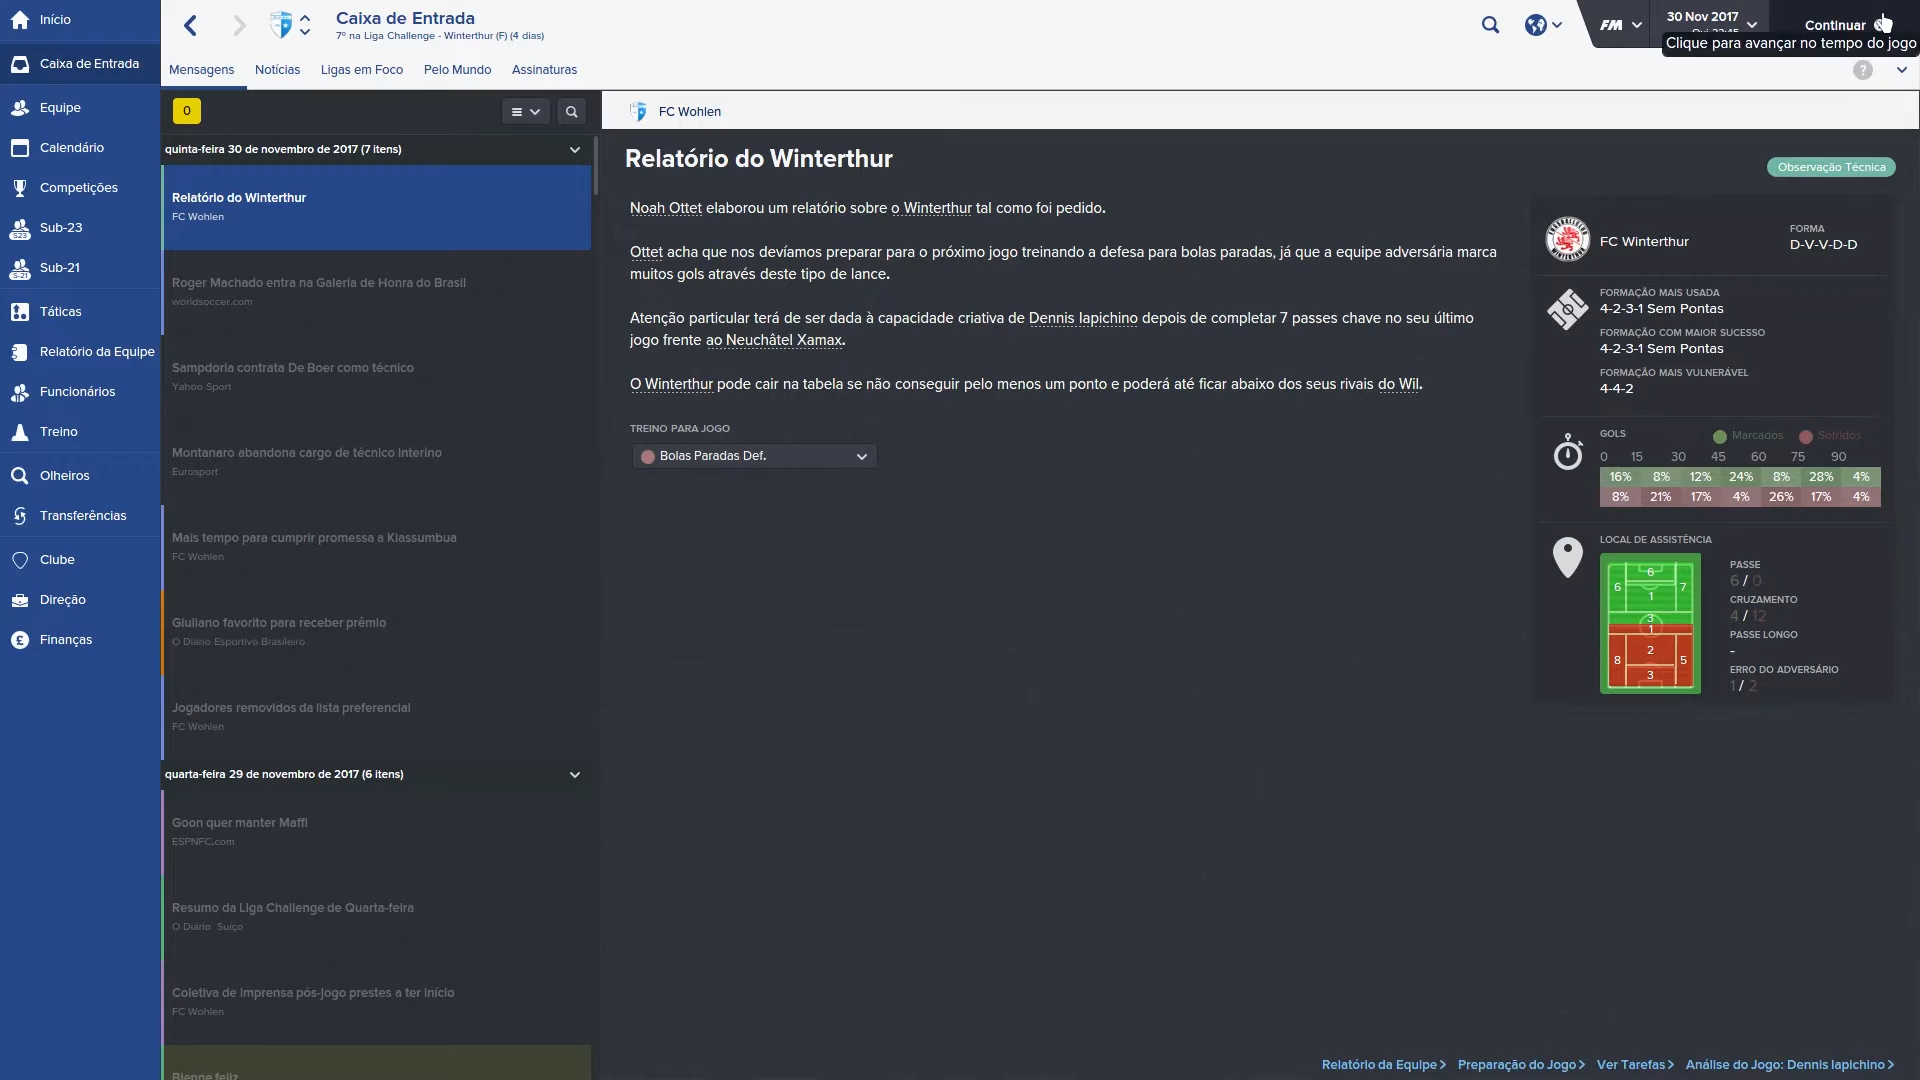 Início
Caixa de Entrada
Equipe
Calendário
Competições
Sub-23
Sub-21
Táticas
Relatório da Equipe
Funcionários
Treino
Olheiros
Transferências
Clube
Direção
Finanças
Caixa de Entrada
7º na Liga Challenge - Winterthur (F) (4 dias)
FM
30 Nov 2017
Continuar
Clique para avançar no tempo do jogo
Mensagens Notícias Ligas em Foco Pelo Mundo Assinaturas
?
0
quinta-feira 30 de novembro de 2017 (7 itens)
Relatório do Winterthur
FC Wohlen
Roger Machado entra na Galeria de Honra do Brasil
worldsoccer.com
Sampdoria contrata De Boer como técnico
Yahoo Sport
Montanaro abandona cargo de técnico interino
Eurosport
Mais tempo para cumprir promessa a Kiassumbua
FC Wohlen
Giuliano favorito para receber prêmio
O Diano Esportivo Brasileiro
Jogadores removidos da lista preferencial
FC Wohlen
quarta-feira 29 de novembro de 2017 (6 itens)
Goon quer manter Maffi
ESPNFC.com
Resumo da Liga Challenge de Quarta-feira
O Diário Suíço
Coletiva de imprensa pós-jogo prestes a ter início
FC Wohlen
Bienne feliz
FC Wohlen
Relatório do Winterthur
Observação Técnica
Noah Ottet elaborou um relatório sobre o Winterthur tal como foi pedido.
Ottet acha que nos devíamos preparar para o próximo jogo treinando a defesa para bolas paradas, já que a equipe adversária marca
muitos gols através deste tipo de lance.
Atenção particular terá de ser dada à capacidade criativa de Dennis Iapichino depois de completar 7 passes chave no seu último
jogo frente ao Neuchâtel Xamax.
O Winterthur pode cair na tabela se não conseguir pelo menos um ponto e poderá até ficar abaixo dos seus rivais do Wil.
TREINO PARA JOGO
Bolas Paradas Def.
FC Winterthur
FORMA
D-V-V-D-D
FORMAÇÃO MAIS USADA
4-2-3-1 Sem Pontas
FORMAÇÃO COM MAIOR SUCESSO
4-2-3-1 Sem Pontas
FORMAÇÃO MAIS VULNERÁVEL
4-4-2
GOLS Marcados Sofridos
0 15 30 45 60 75 90
16% 8% 12% 24% 8% 28% 4%
8% 21% 17% 4% 26% 17% 4%
LOCAL DE ASSISTÊNCIA
6
6 7
1
3
1
2
8 5
3
PASSE
6 / 0
CRUZAMENTO
4 / 12
PASSE LONGO
-
ERRO DO ADVERSÁRIO
1 / 2
Relatório da Equipe> Preparação do Jogo> Ver Tarefas> Análise do Jogo: Dennis Iapichino>